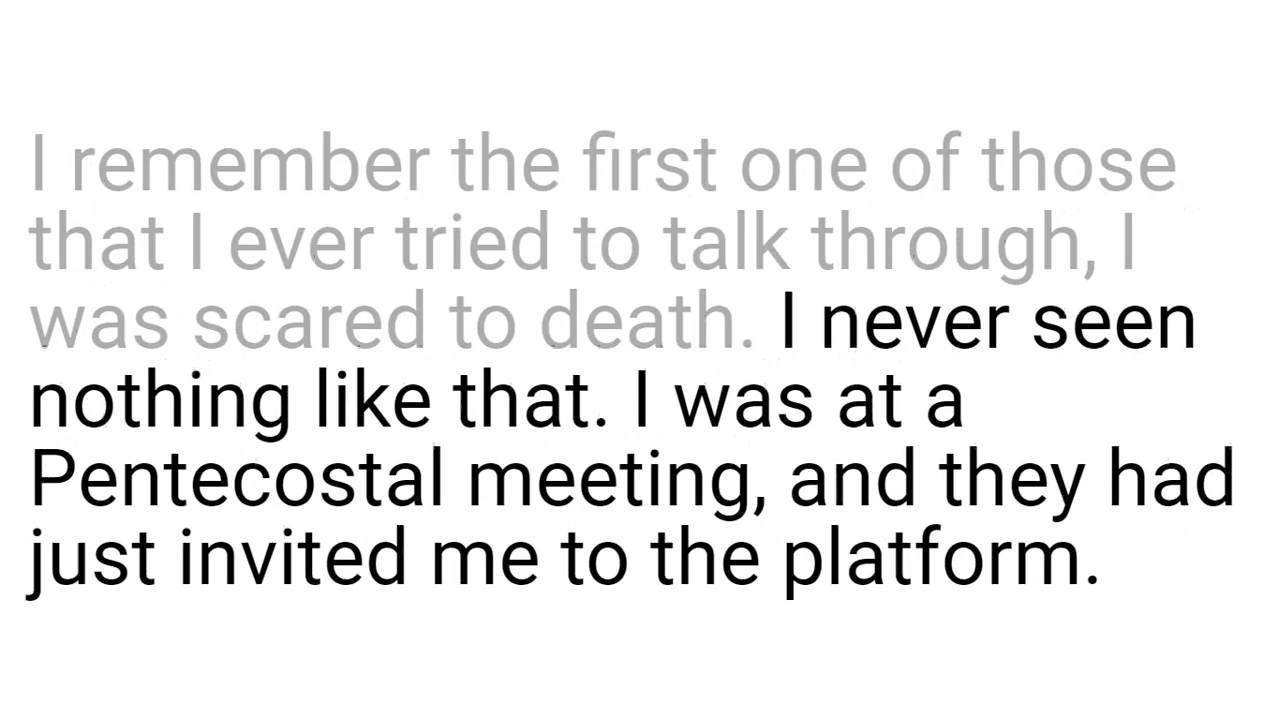 I remember the first one of those
that I ever tried to talk through, I
was scared to death. I never seen
nothing like that. I was at a
Pentecostal meeting, and they had
just invited me to the platform.